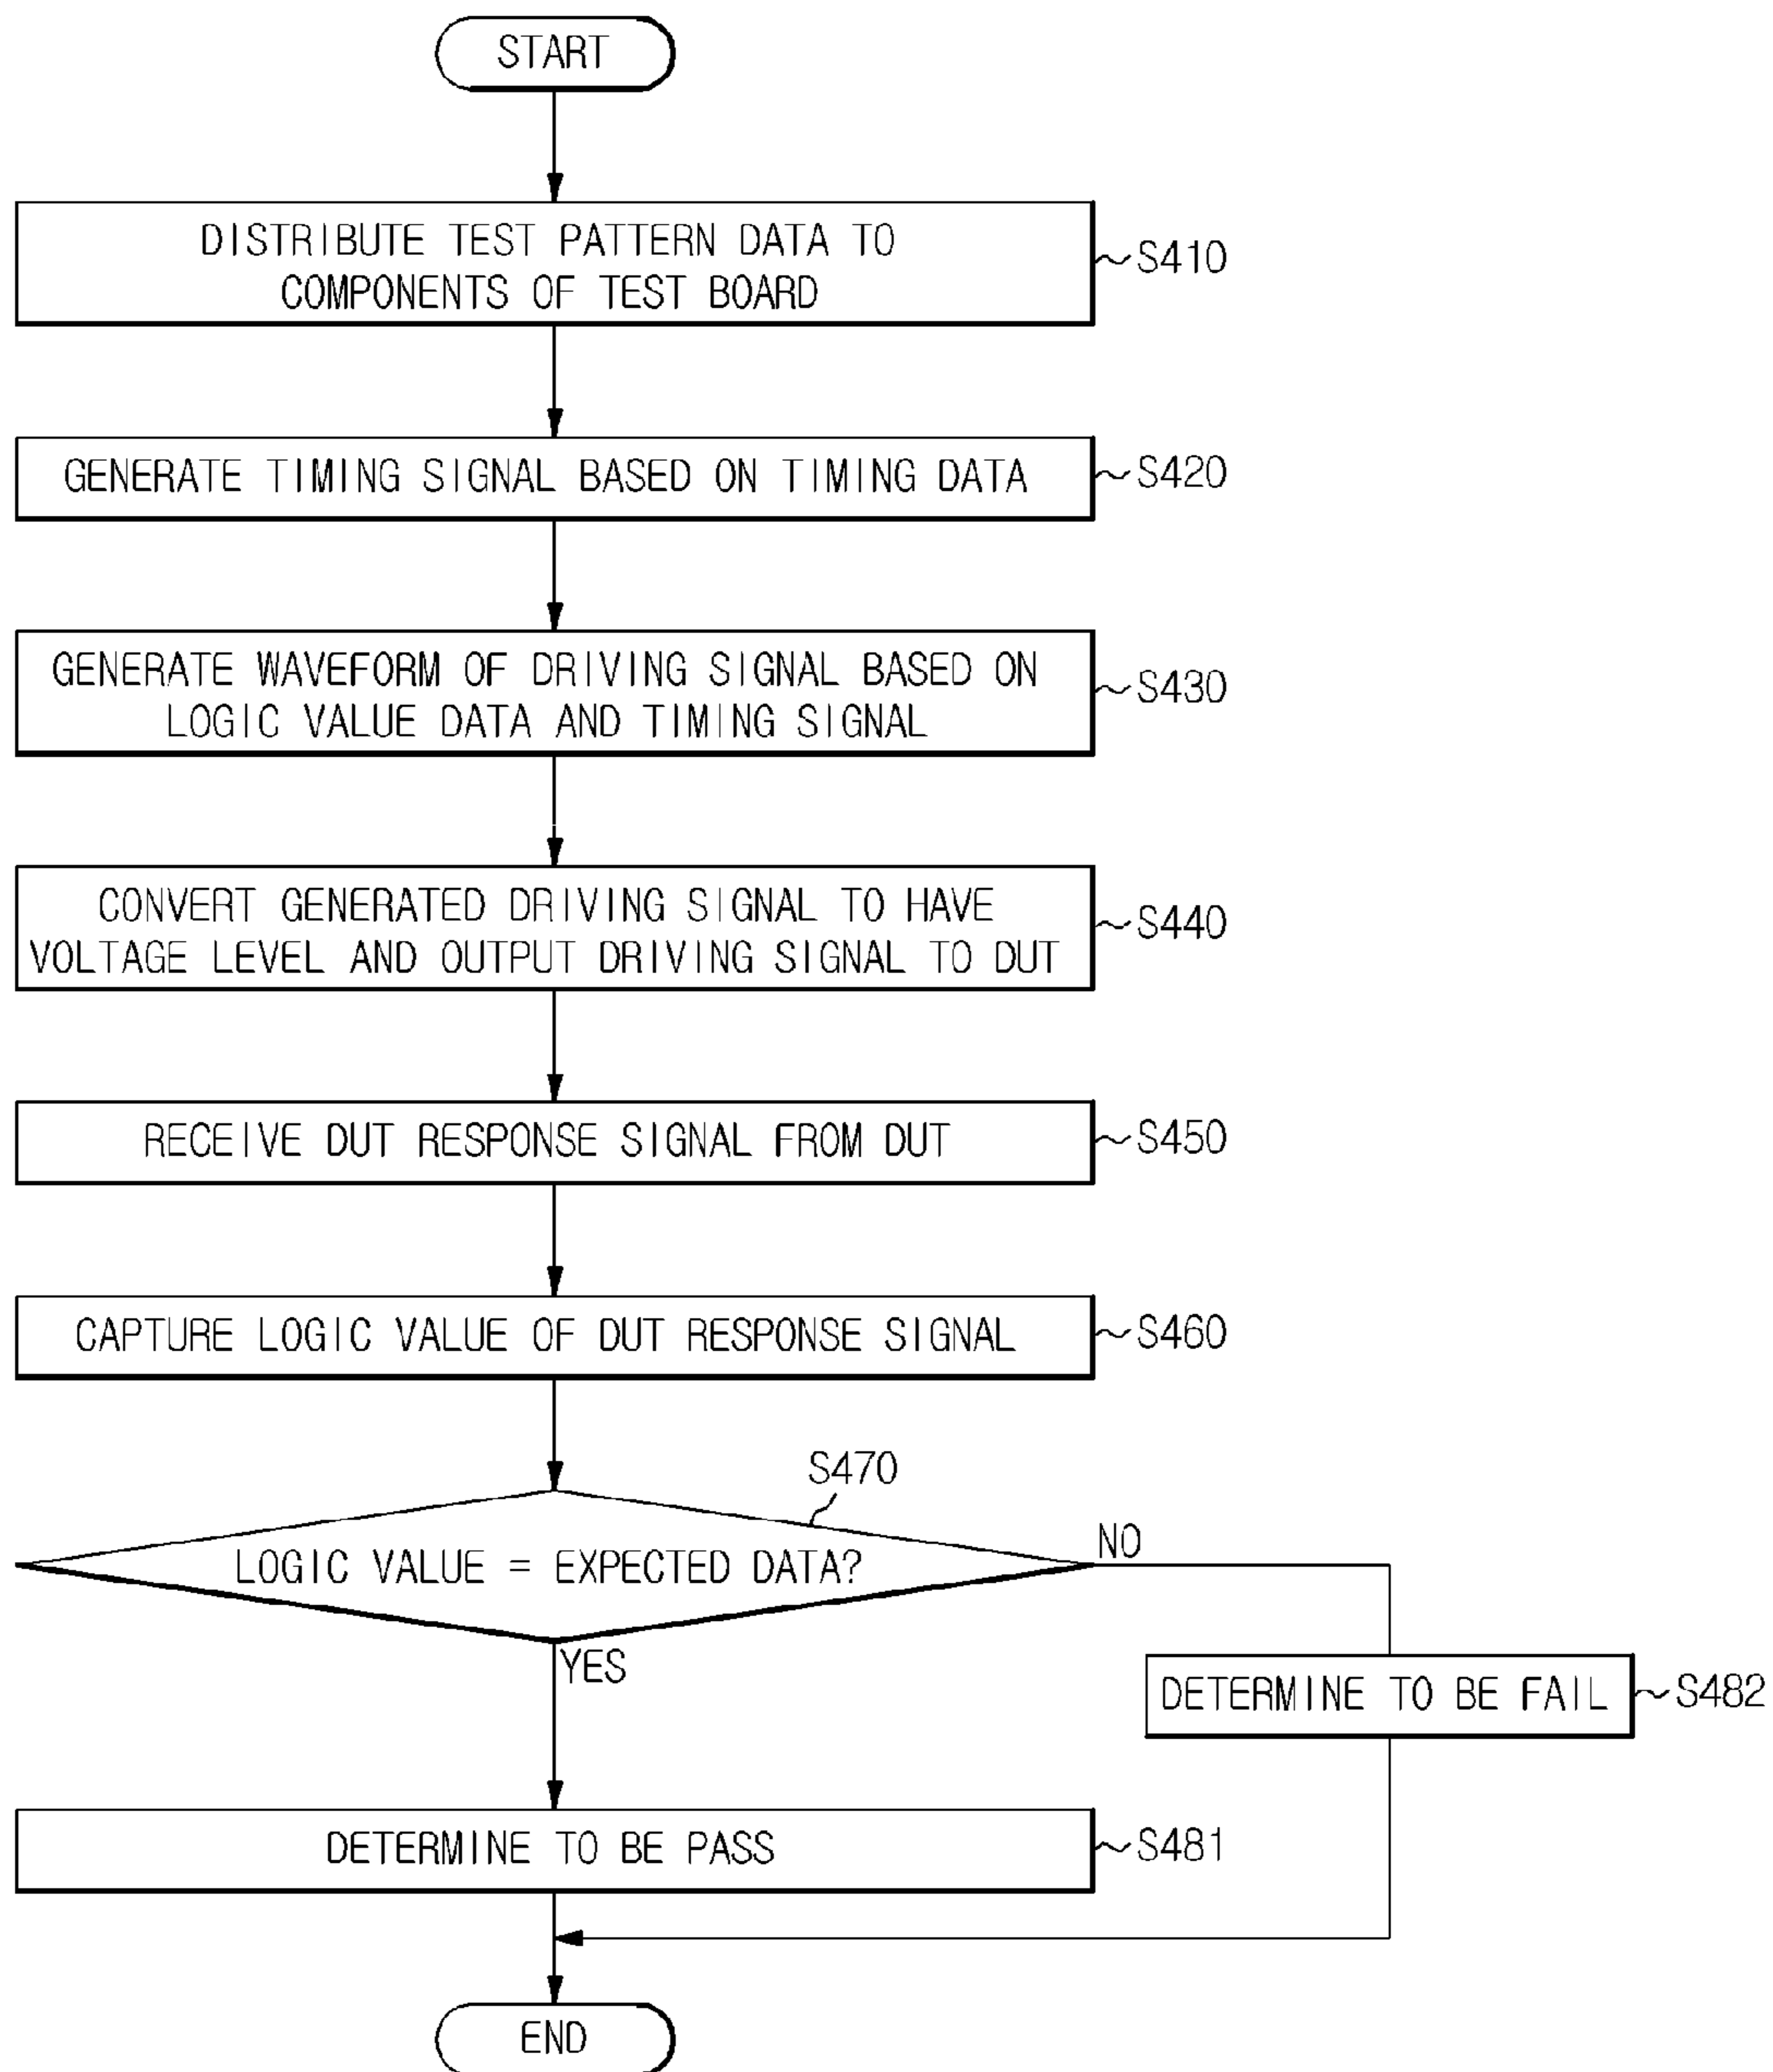 START
DISTRIBUTE TEST PATTERN DATA TO
COMPONENTS OF TEST BOARD
S410
GENERATE TIMING SIGNAL BASED ON TIMING DATA
S420
GENERATE WAVEFORM OF DRIVING SIGNAL BASED ON
LOGIC VALUE DATA AND TIMING SIGNAL
S430
CONVERT GENERATED DRIVING SIGNAL TO HAVE
VOLTAGE LEVEL AND OUTPUT DRIVING SIGNAL TO DUT
S440
RECEIVE DUT RESPONSE SIGNAL FROM DUT
S450
CAPTURE LOGIC VALUE OF DUT RESPONSE SIGNAL
S460
S470
LOGIC VALUE = EXPECTED DATA?
NO
YES
DETERMINE TO BE FAIL
S482
DETERMINE TO BE PASS
S481
END